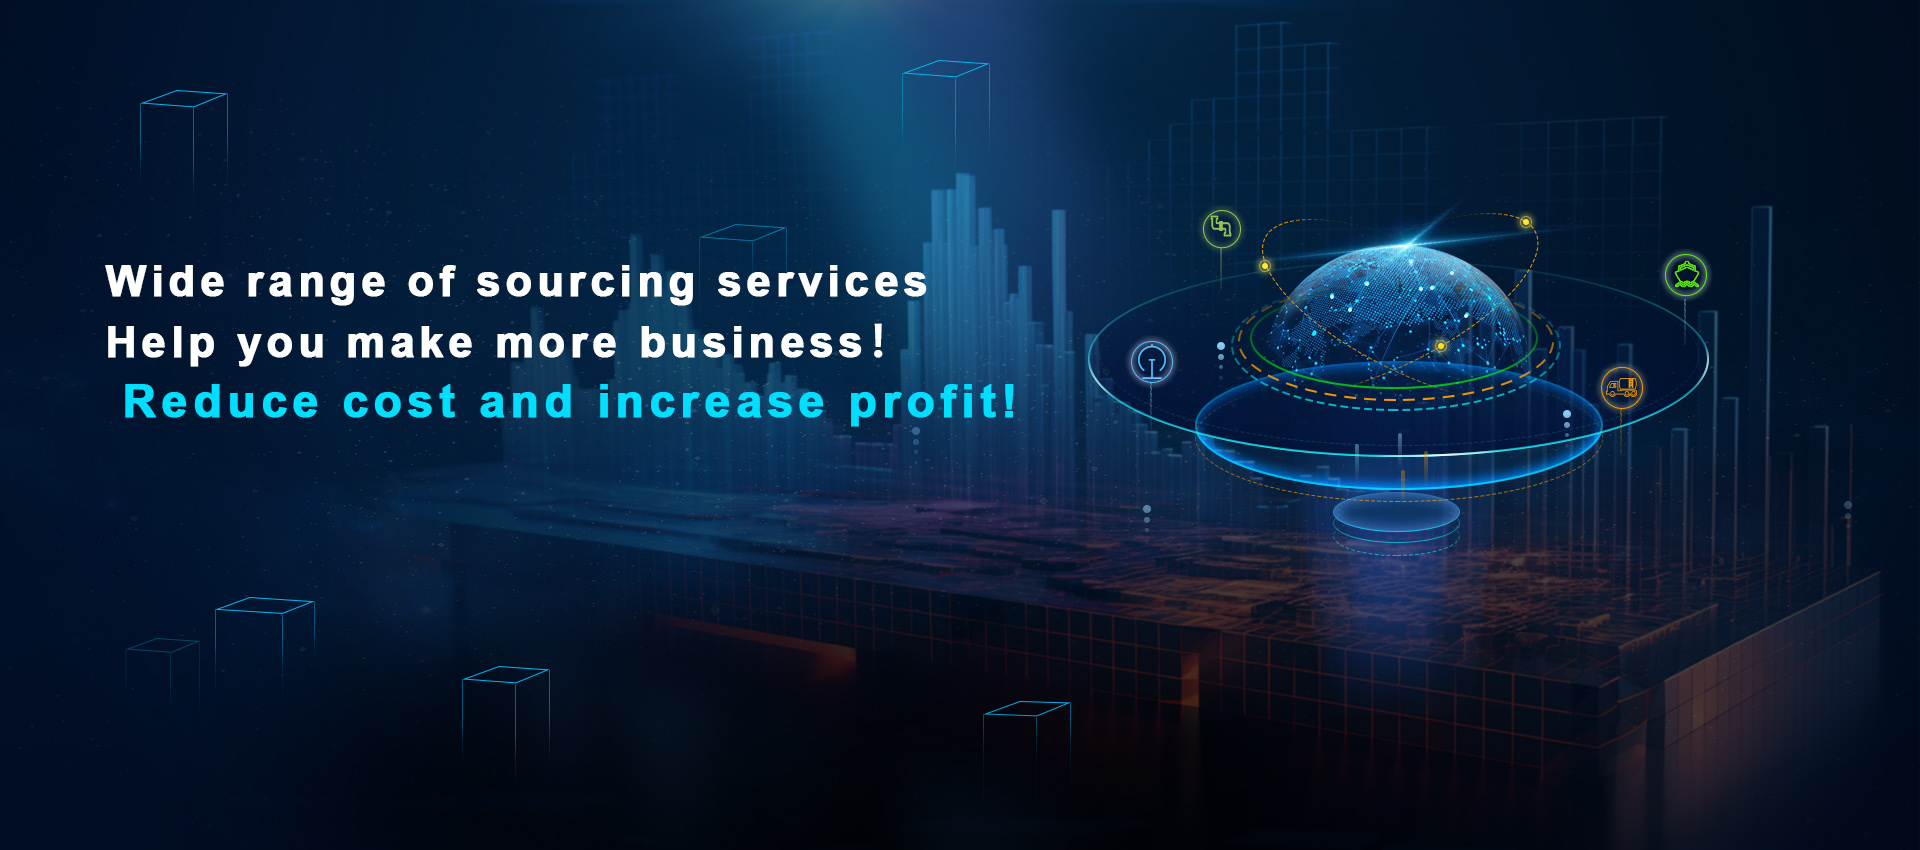 Wide range of sourcing services
Help you make more business！
Reduce cost and increase profit!